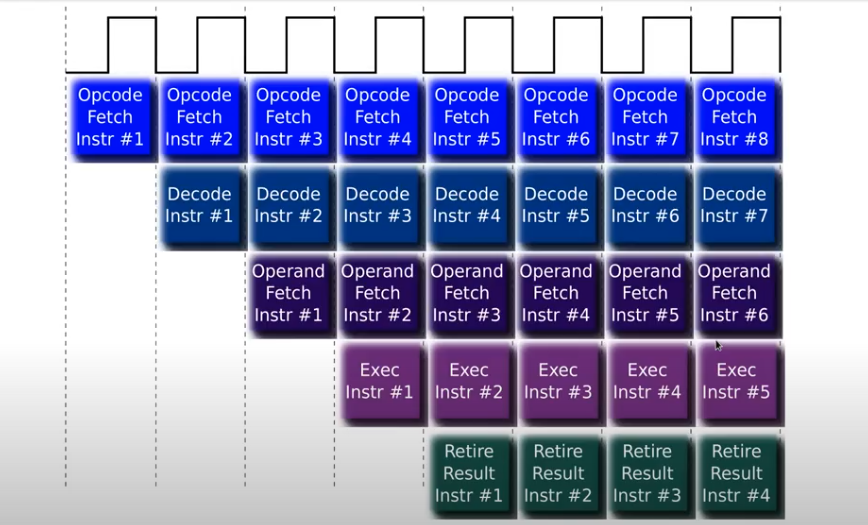 Opcode
Fetch
Instr #1
Opcode
Fetch
Instr #2
Opcode
Fetch
Instr #3
Opcode
Fetch
Instr #4
Opcode
Fetch
Instr #5
Opcode
Fetch
Instr #6
Opcode
Fetch
Instr #7
Opcode
Fetch
Instr #8
Decode
Instr #1
Decode
Instr #2
Decode
Instr #3
Decode
Instr #4
Decode
Instr #5
Decode
Instr #6
Decode
Instr #7
Operand
Fetch
Instr #1
Operand
Fetch
Instr #2
Operand
Fetch
Instr #3
Operand
Fetch
Instr #4
Operand
Fetch
Instr #5
Operand
Fetch
Instr #6
Exec
Instr #1
Exec
Instr #2
Exec
Instr #3
Exec
Instr #4
Exec
Instr #5
Retire
Result
Instr #1
Retire
Result
Instr #2
Retire
Result
Instr #3
Retire
Result
Instr #4